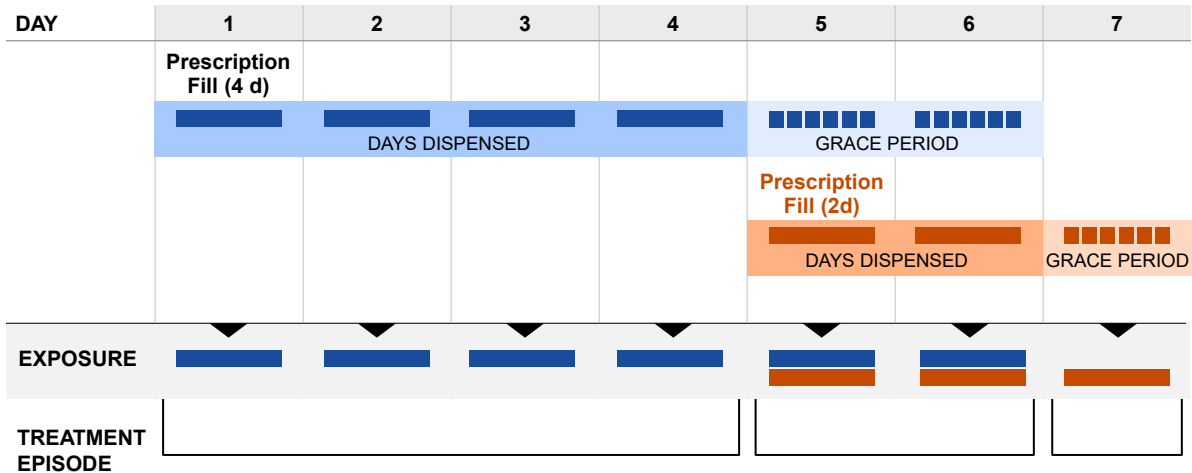 DAY 1 2 3 4 5 6 7
Prescription
Fill (4 d)
DAYS DISPENSED GRACE PERIOD
Prescription
Fill (2d)
DAYS DISPENSED GRACE PERIOD
EXPOSURE
TREATMENT
EPISODE